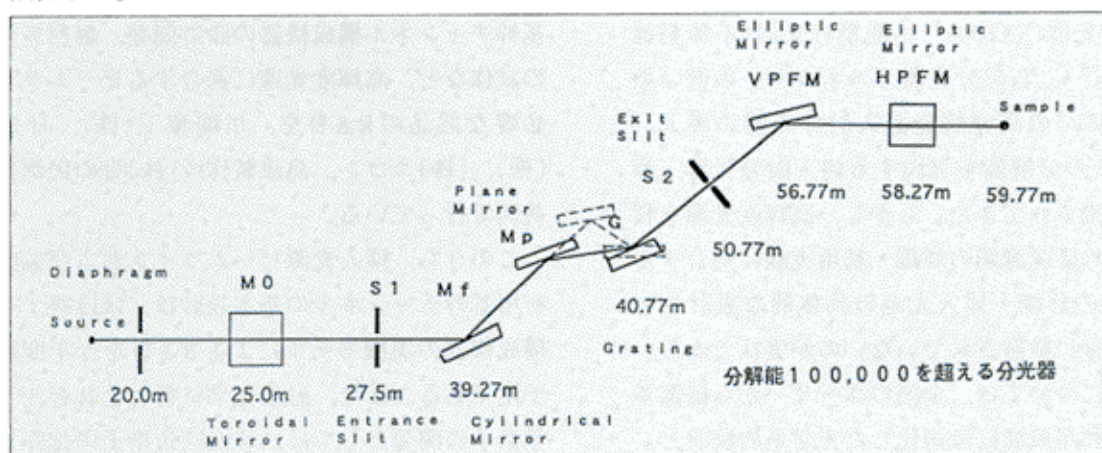 Elliptic
Mirror
VPFM
Elliptic
Mirror
HPFM
Sample
Exit
Slit
S2
56.77m
58.27m
59.77m
Plane
Mirror
Mp
G
50.77m
40.77m
Grating
Diaphragm
M0
S1
Mf
Source
20.0m
25.0m
27.5m
39.27m
Toroidal
Mirror
Entrance
Slit
Cylindrical
Mirror
分解能100,000を超える分光器